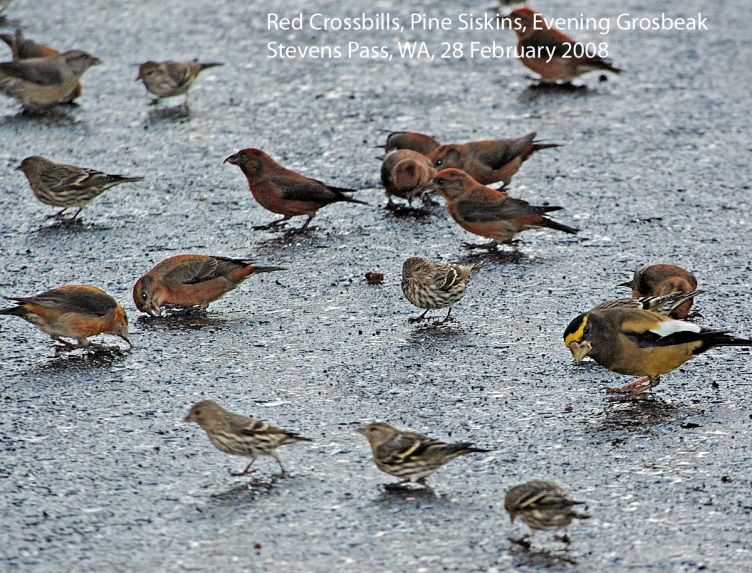 Red Crossbills, Pine Siskins, Evening Grosbeak
Stevens Pass, WA, 28 February 2008